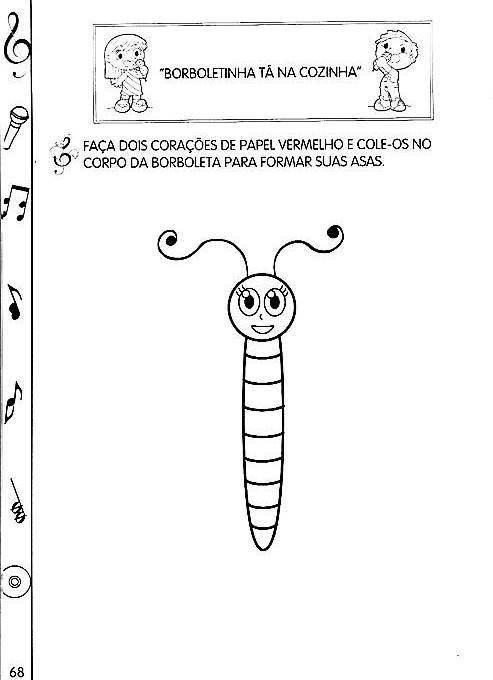 "BORBOLETINHA TÁ NA COZINHA"
FAÇA DOIS CORAÇÕES DE PAPEL VERMELHO E COLE-OS NO
CORPO DA BORBOLETA PARA FORMAR SUAS ASAS.
68